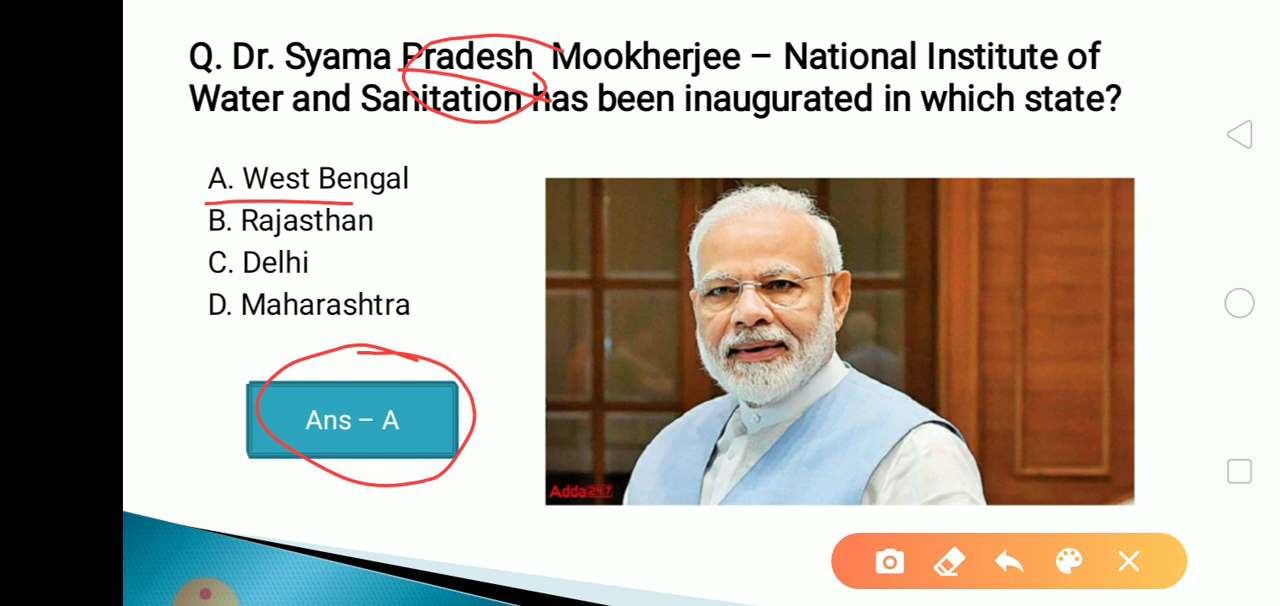 Q. Dr. Syama Pradesh Mookherjee – National Institute of
Water and Sanitation has been inaugurated in which state?
A. West Bengal
B. Rajasthan
C. Delhi
D. Maharashtra
Ans – A
Adda247